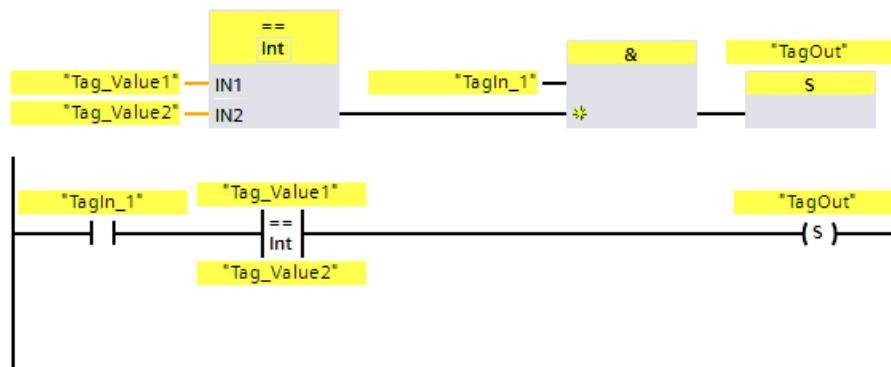 ==
Int
"TagOut"
&
"Tag_Value1"
IN1
"TagIn_1"
S
"Tag_Value2"
IN2
"TagIn_1"
"Tag_Value1"
"TagOut"
==
Int
( S )
"Tag_Value2"